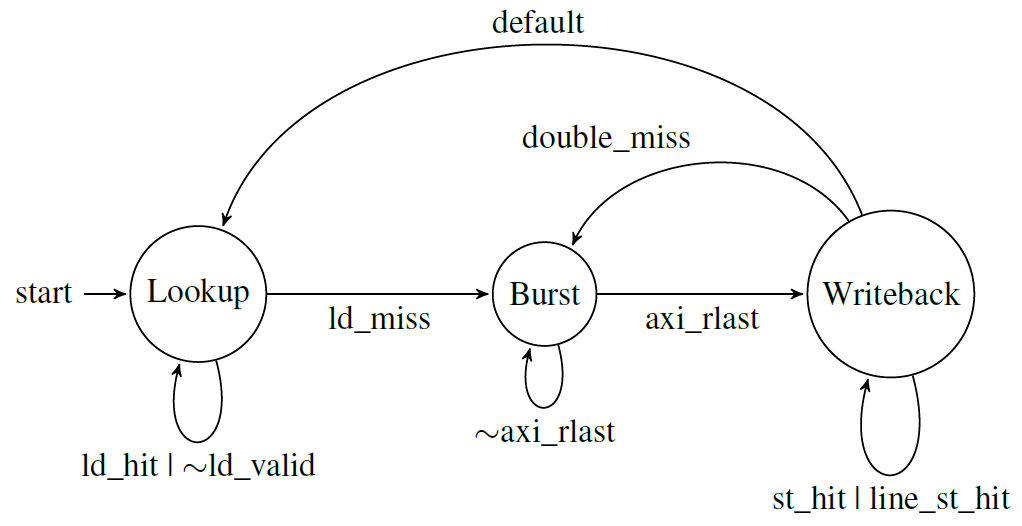 default
double_miss
start
Lookup
Burst
Writeback
ld_miss
axi_rlast
~axi_rlast
ld_hit | ~ld_valid
st_hit | line_st_hit